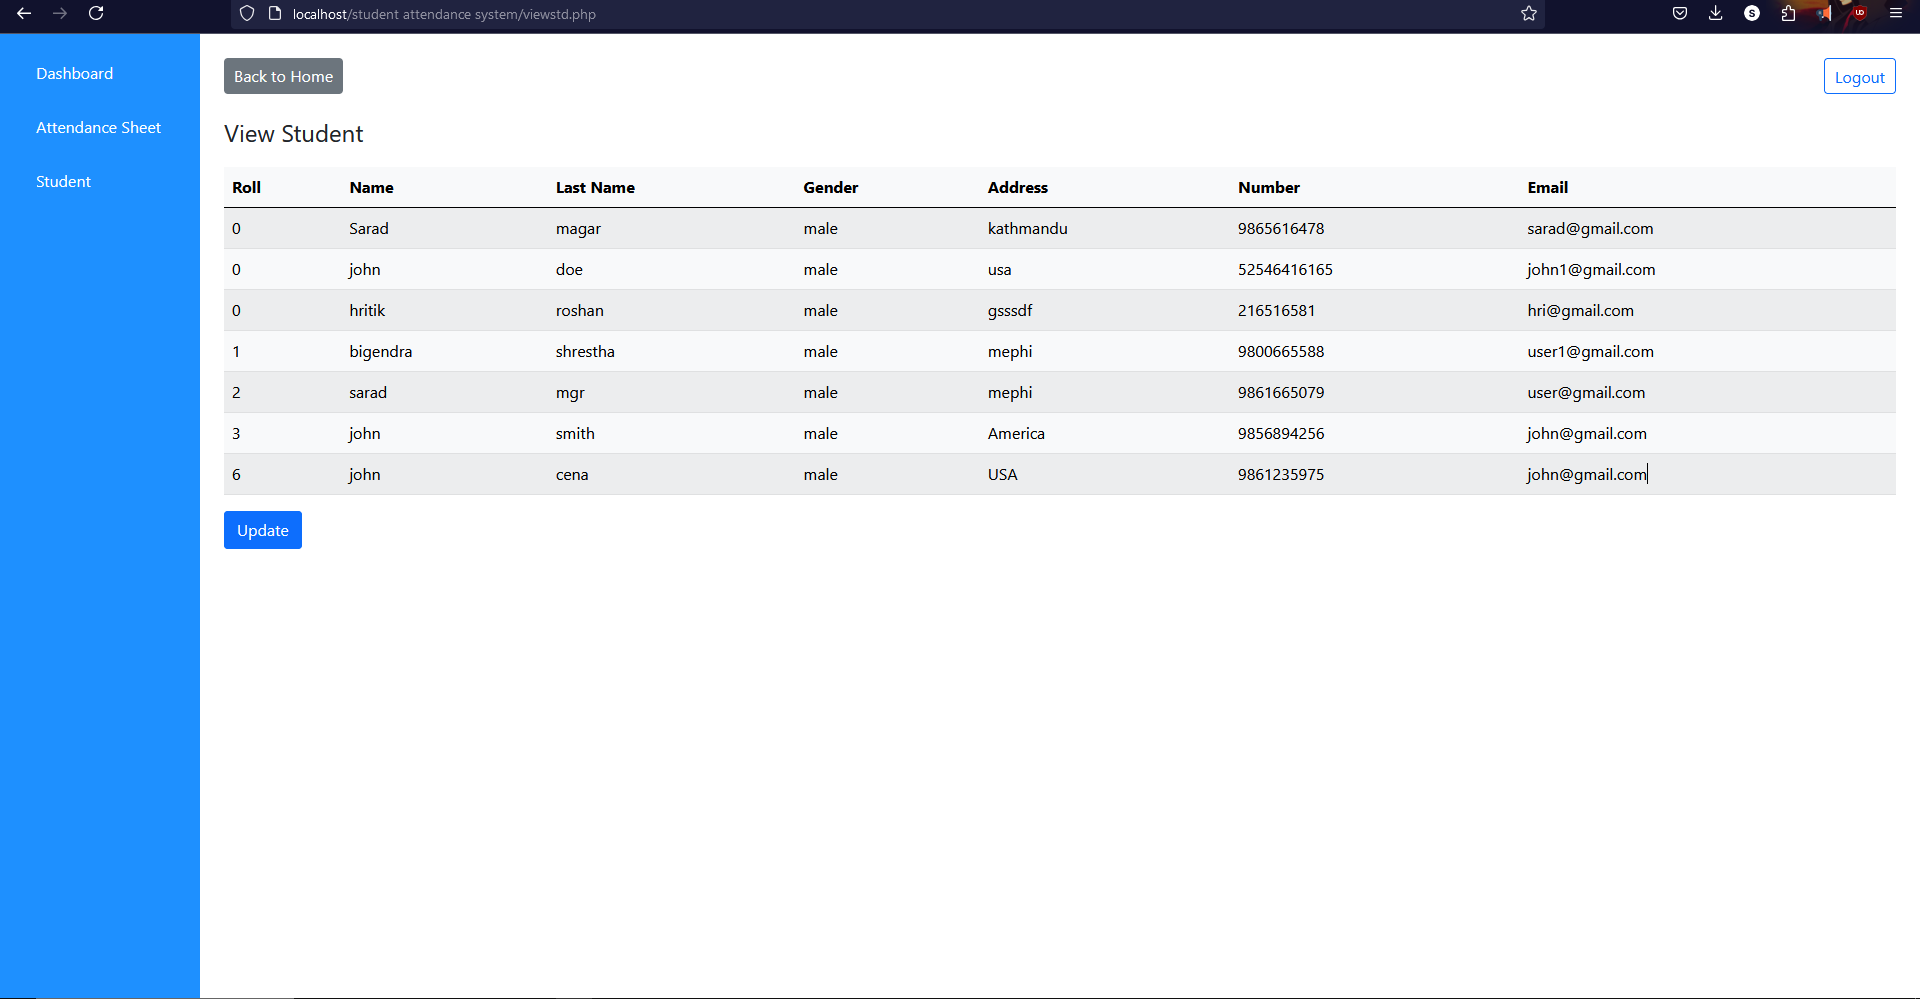 localhost/student attendance system/viewstd.php
Dashboard
Attendance Sheet
Student
Back to Home
Logout
View Student
Roll Name Last Name Gender Address Number Email
0 Sarad magar male kathmandu 9865616478 sarad@gmail.com
0 john doe male usa 52546416165 john1@gmail.com
0 hritik roshan male gsssdf 216516581 hri@gmail.com
1 bigendra shrestha male mephi 9800665588 user1@gmail.com
2 sarad mgr male mephi 9861665079 user@gmail.com
3 john smith male America 9856894256 john@gmail.com
6 john cena male USA 9861235975 john@gmail.com
Update